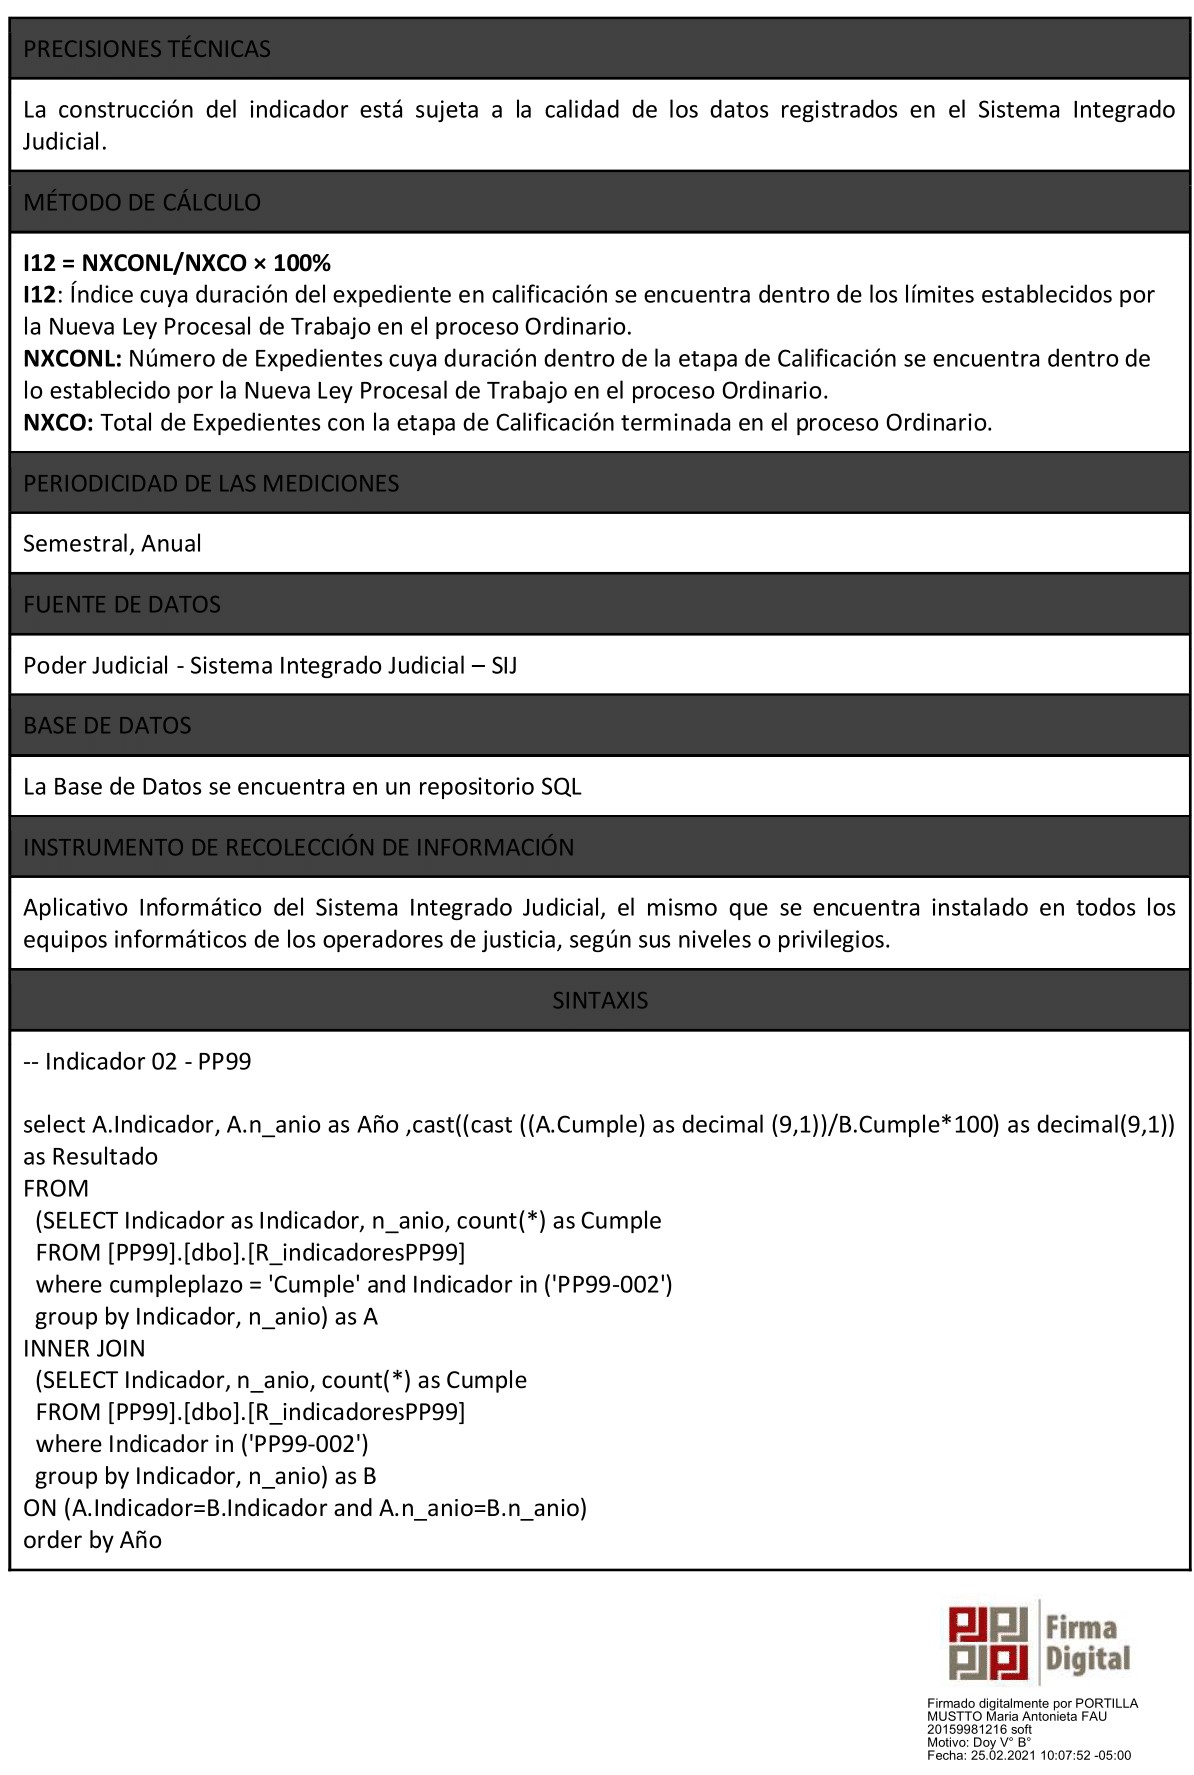 PRECISIONES TÉCNICAS
La construcción del indicador está sujeta a la calidad de los datos registrados en el Sistema Integrado
Judicial.
MÉTODO DE CÁLCULO
I12 = NXCONL/NXCO × 100%
I12: Índice cuya duración del expediente en calificación se encuentra dentro de los límites establecidos por
la Nueva Ley Procesal de Trabajo en el proceso Ordinario.
NXCONL: Número de Expedientes cuya duración dentro de la etapa de Calificación se encuentra dentro de
lo establecido por la Nueva Ley Procesal de Trabajo en el proceso Ordinario.
NXCO: Total de Expedientes con la etapa de Calificación terminada en el proceso Ordinario.
PERIODICIDAD DE LAS MEDICIONES
Semestral, Anual
FUENTE DE DATOS
Poder Judicial - Sistema Integrado Judicial – SIJ
BASE DE DATOS
La Base de Datos se encuentra en un repositorio SQL
INSTRUMENTO DE RECOLECCIÓN DE INFORMACIÓN
Aplicativo Informático del Sistema Integrado Judicial, el mismo que se encuentra instalado en todos los
equipos informáticos de los operadores de justicia, según sus niveles o privilegios.
SINTAXIS
-- Indicador 02 - PP99
select A.Indicador, A.n_anio as Año ,cast((cast ((A.Cumple) as decimal (9,1))/B.Cumple*100) as decimal(9,1))
as Resultado
FROM
(SELECT Indicador as Indicador, n_anio, count(*) as Cumple
FROM [PP99].[dbo].[R_indicadoresPP99]
where cumpleplazo = 'Cumple' and Indicador in ('PP99-002')
group by Indicador, n_anio) as A
INNER JOIN
(SELECT Indicador, n_anio, count(*) as Cumple
FROM [PP99].[dbo].[R_indicadoresPP99]
where Indicador in ('PP99-002')
group by Indicador, n_anio) as B
ON (A.Indicador=B.Indicador and A.n_anio=B.n_anio)
order by Año
Firma
Digital
Firmado digitalmente por PORTILLA
MUSTTO Maria Antonieta FAU
20159981216 soft
Motivo: Doy V° B°
Fecha: 25.02.2021 10:07:52 -05:00